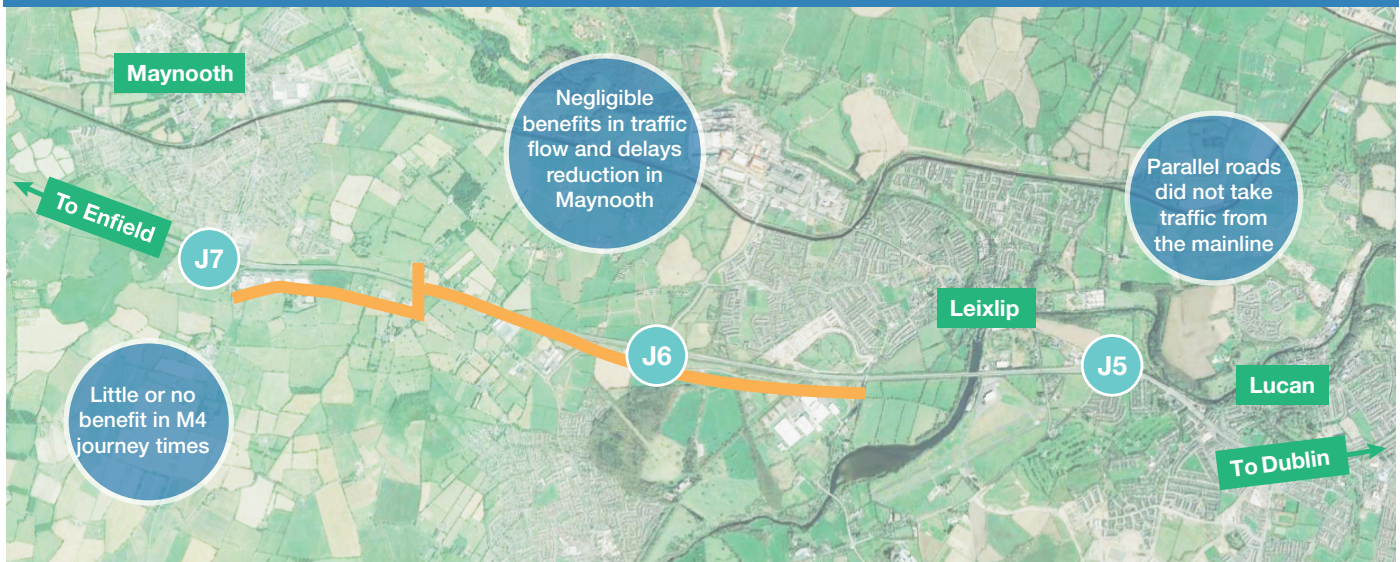 Maynooth
Negligible
benefits in traffic
flow and delays
reduction in
Maynooth
Parallel roads
did not take
traffic from
the mainline
To Enfield
J7
Leixlip
J6
J5
Little or no
benefit in M4
journey times
Lucan
To Dublin